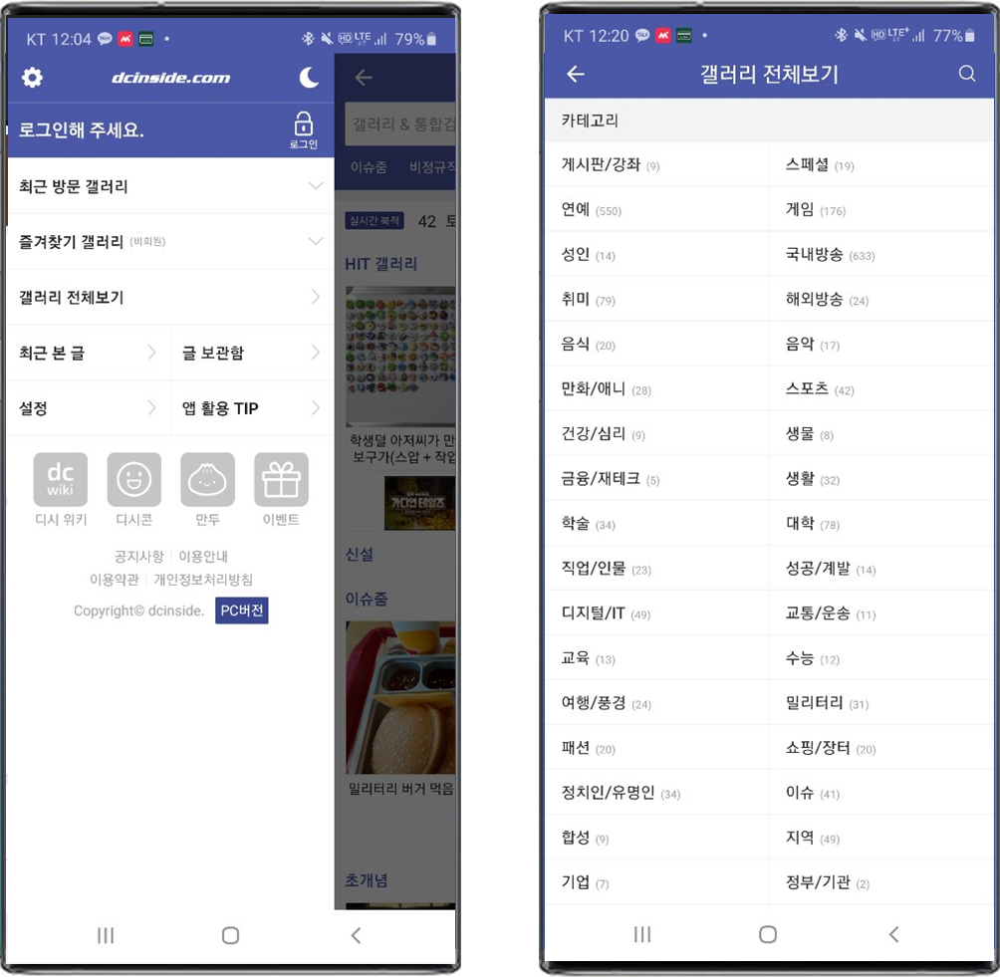 KT 12:04
LTE
79%
dcinside.com
로그인해 주세요.
로그인
최근 방문 갤러리
즐겨찾기 갤러리 (비회원)
갤러리 전체보기
최근 본 글
글 보관함
설정
앱 활용 TIP
dc
wiki
디시 위키
디시콘
만두
이벤트
공지사항 이용안내
이용약관 개인정보처리방침
Copyright© dcinside. PC버전
갤러리 & 통합검
이슈줌 비정규직
실시간 북적 42
HIT 갤러리
학생덜 아저씨가 만
보구가(스압 + 작업
가디언 테일즈
신설
이슈줌
밀리터리 버거 먹음
초개념
KT 12:20
HD LTE+
77%
갤러리 전체보기
카테고리
게시판/강좌 (9) 스페셜 (19)
연예 (550) 게임 (176)
성인 (14) 국내방송 (633)
취미 (79) 해외방송 (24)
음식 (20) 음악 (17)
만화/애니 (28) 스포츠 (42)
건강/심리 (9) 생물 (8)
금융/재테크 (5) 생활 (32)
학술 (34) 대학 (78)
직업/인물 (23) 성공/계발 (14)
디지털/IT (49) 교통/운송 (11)
교육 (13) 수능 (12)
여행/풍경 (24) 밀리터리 (31)
패션 (20) 쇼핑/장터 (20)
정치인/유명인 (34) 이슈 (41)
합성 (9) 지역 (49)
기업 (7) 정부/기관 (2)